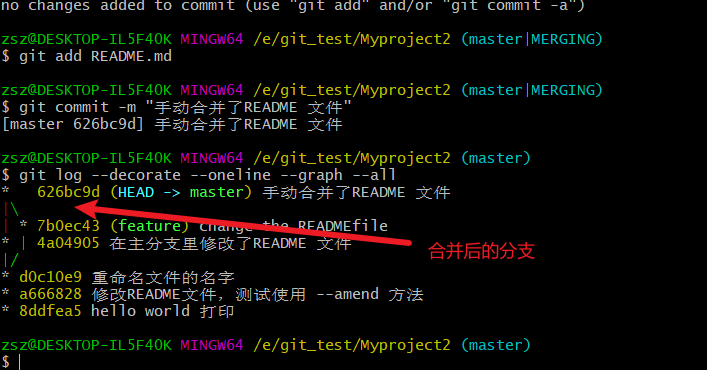 no changes added to commit (use "git add" and/or "git commit -a")
zsz@DESKTOP-IL5F40K MINGW64 /e/git_test/Myproject2 (master|MERGING)
$ git add README.md
zsz@DESKTOP-IL5F40K MINGW64 /e/git_test/Myproject2 (master|MERGING)
$ git commit -m "手动合并了README 文件"
[master 626bc9d] 手动合并了README 文件
zsz@DESKTOP-IL5F40K MINGW64 /e/git_test/Myproject2 (master)
$ git log --decorate --oneline --graph --all
*   626bc9d (HEAD -> master) 手动合并了README 文件
|\
| * 7b0ec43 (feature) change the READMEfile
* | 4a04905 在主分支里修改了README 文件
合并后的分支
|/
* d0c10e9 重命名文件的名字
* a666828 修改README文件，测试使用 --amend 方法
* 8ddfea5 hello world 打印
zsz@DESKTOP-IL5F40K MINGW64 /e/git_test/Myproject2 (master)
$